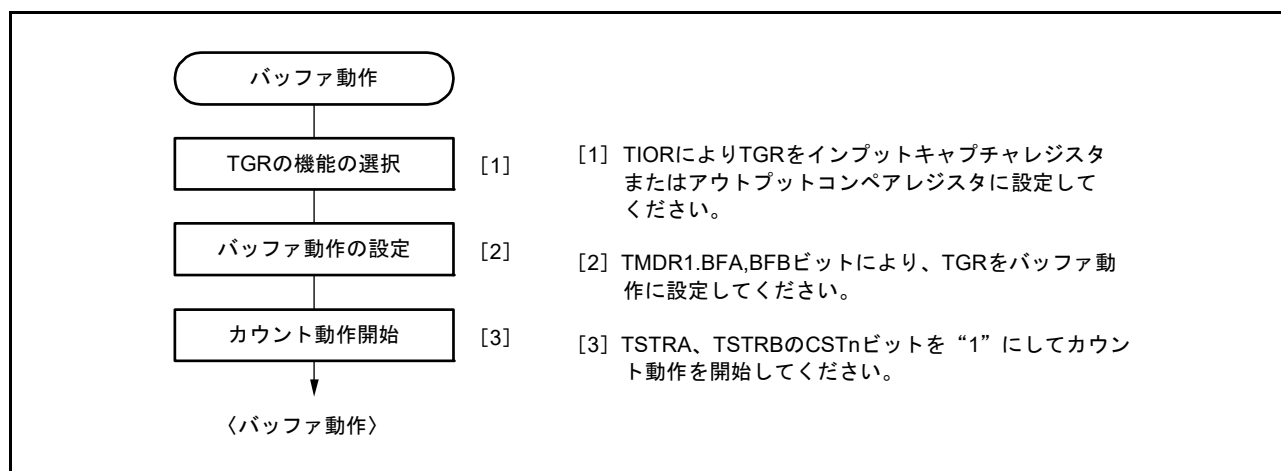 バッファ動作
TGRの機能の選択
[1]
バッファ動作の設定
[2]
カウント動作開始
[3]
〈バッファ動作〉
[1] TIORによりTGRをインプットキャプチャレジスタ
またはアウトプットコンペアレジスタに設定して
ください。
[2] TMDR1.BFA,BFBビットにより、TGRをバッファ動
作に設定してください。
[3] TSTRA、TSTRBのCSTnビットを“1”にしてカウン
ト動作を開始してください。